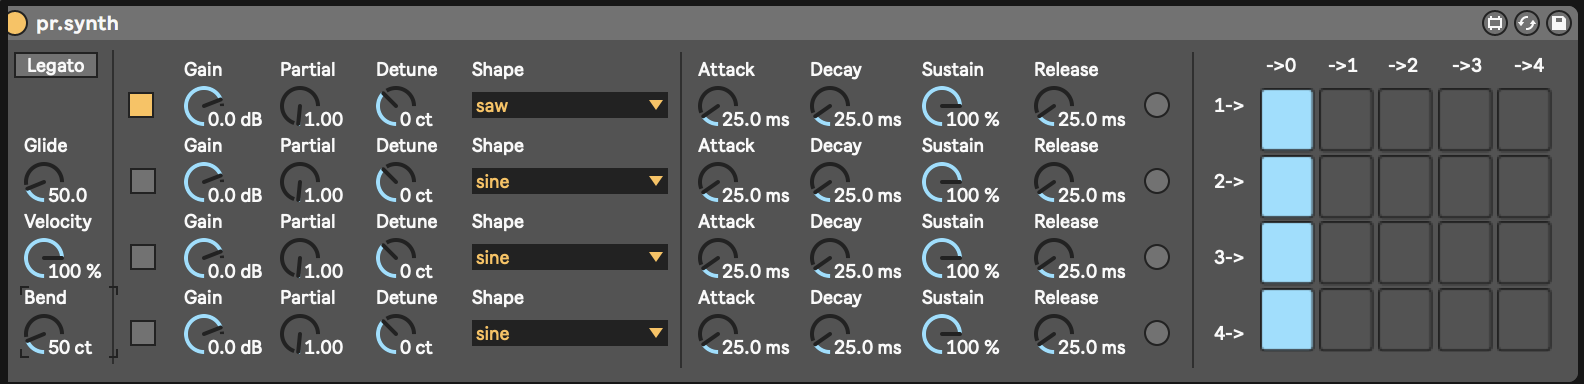 pr.synth
Legato
Gain Partial Detune Shape Attack Decay Sustain Release ->0 ->1 ->2 ->3 ->4
0.0 dB 1.00 0 ct saw 25.0 ms 25.0 ms 100 % 25.0 ms 1->
Glide Gain Partial Detune Shape Attack Decay Sustain Release
50.0 0.0 dB 1.00 0 ct sine 25.0 ms 25.0 ms 100 % 25.0 ms 2->
Velocity Gain Partial Detune Shape Attack Decay Sustain Release
100 % 0.0 dB 1.00 0 ct sine 25.0 ms 25.0 ms 100 % 25.0 ms 3->
Bend Gain Partial Detune Shape Attack Decay Sustain Release
50 ct 0.0 dB 1.00 0 ct sine 25.0 ms 25.0 ms 100 % 25.0 ms 4->